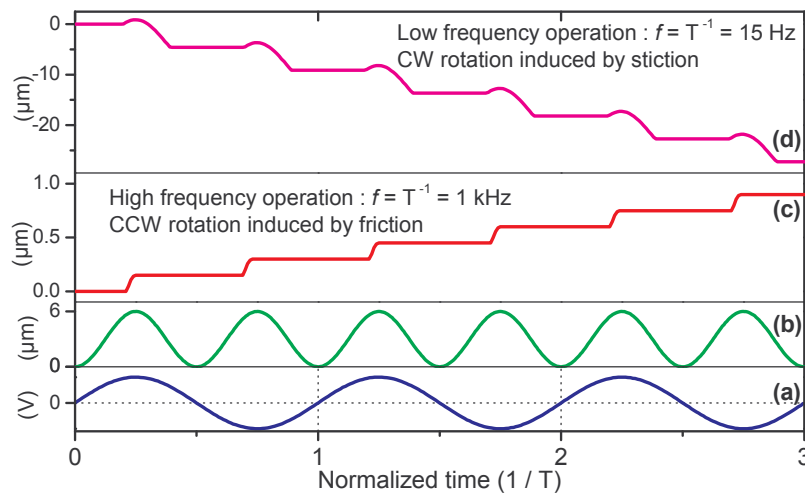 0
-10
-20
(µm)
Low frequency operation : f = T⁻¹ = 15 Hz
CW rotation induced by stiction
(d)
1.0
0.5
0.0
(µm)
High frequency operation : f = T⁻¹ = 1 kHz
CCW rotation induced by friction
(c)
6
0
(µm)
(b)
0
(V)
(a)
0 1 2 3
Normalized time (1 / T)